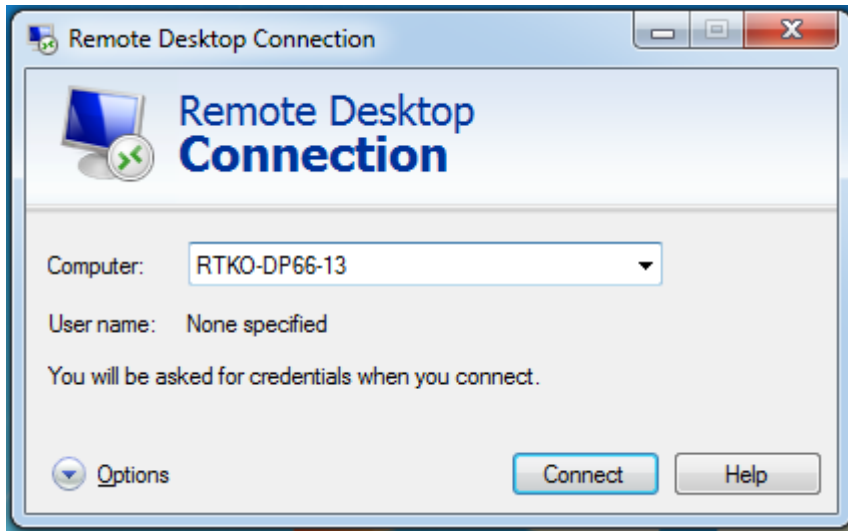 Remote Desktop Connection
Remote Desktop
Connection
Computer: RTKO-DP66-13
User name: None specified
You will be asked for credentials when you connect.
Options Connect Help